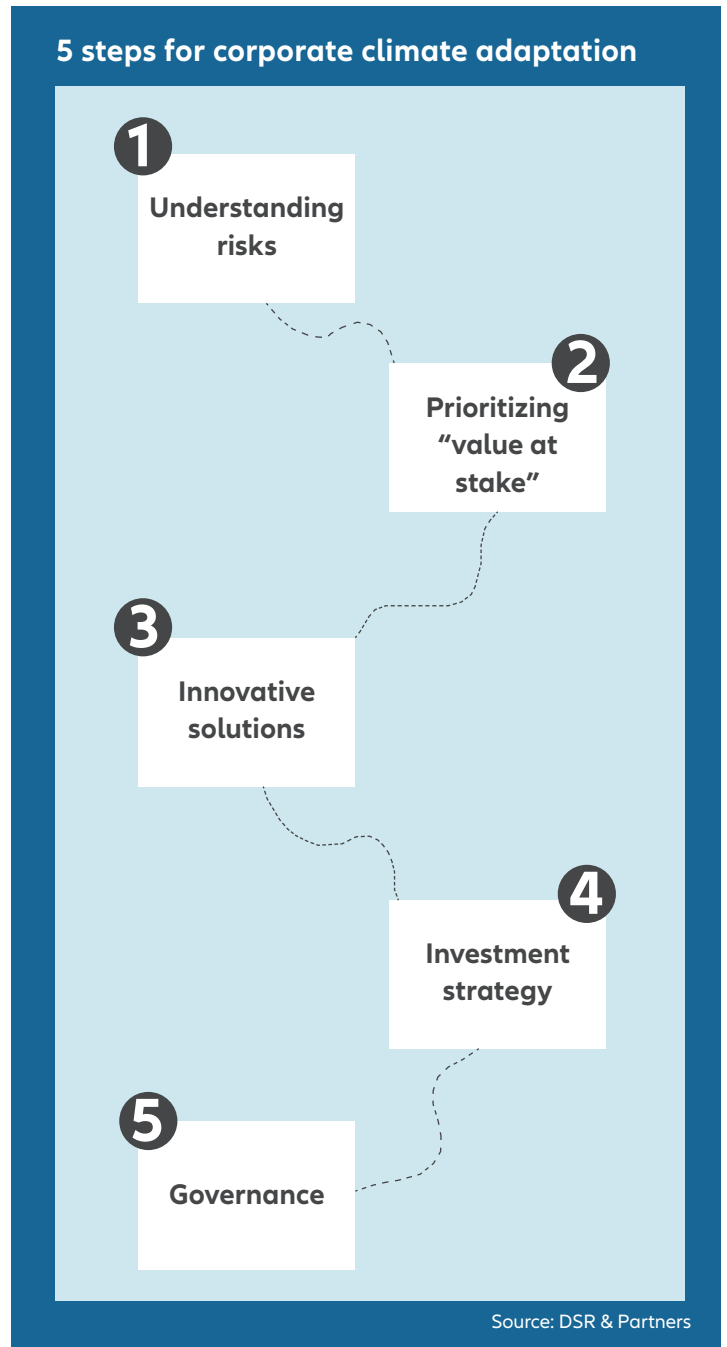 5 steps for corporate climate adaptation
1
Understanding
risks
2
Prioritizing
“value at
stake”
3
Innovative
solutions
4
Investment
strategy
5
Governance
Source: DSR & Partners